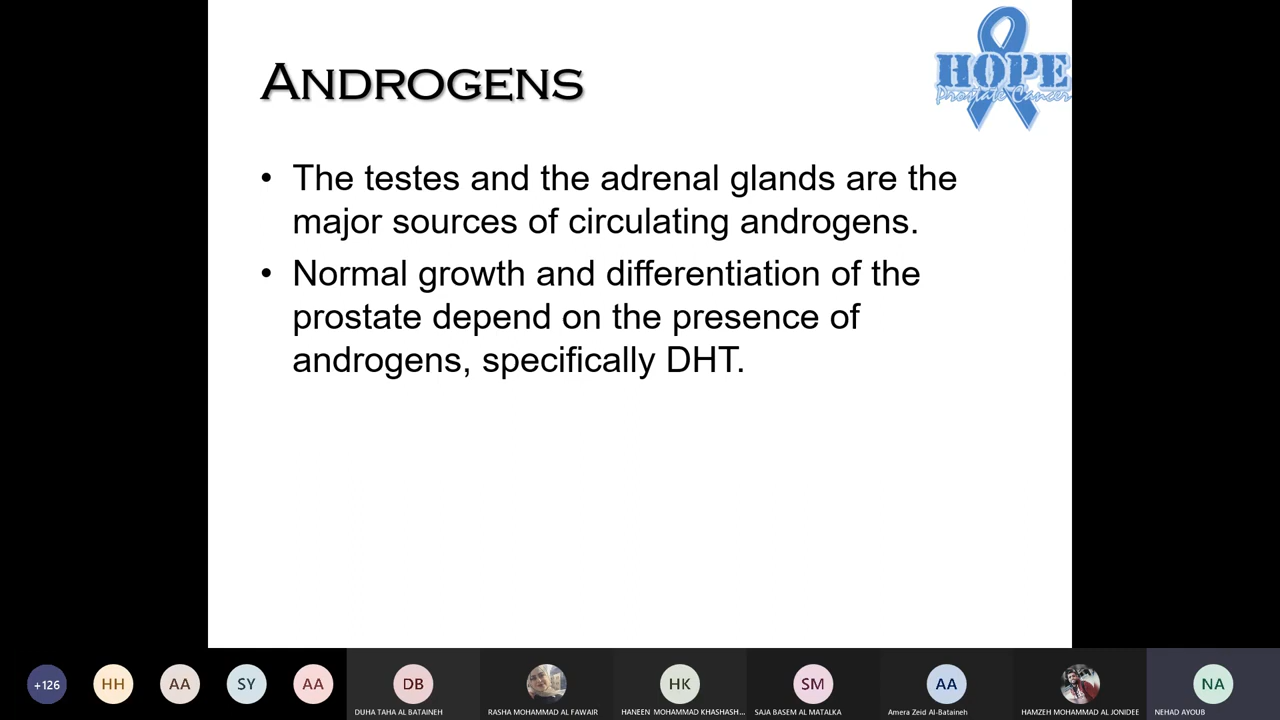 ANDROGENS
HOPE
Prostate Cancer
• The testes and the adrenal glands are the
major sources of circulating androgens.
• Normal growth and differentiation of the
prostate depend on the presence of
androgens, specifically DHT.
+126
HH
AA
SY
AA
DB
HK
SM
AA
NA
DUHA TAHA AL BATAINEH
RASHA MOHAMMAD AL FAWAIR
HANEEN MOHAMMAD KHASHASH...
SAJA BASEM AL MATALKA
Amera Zeid Al-Bataineh
HAMZEH MOHAMMAD AL JONIDEE
NEHAD AYOUB